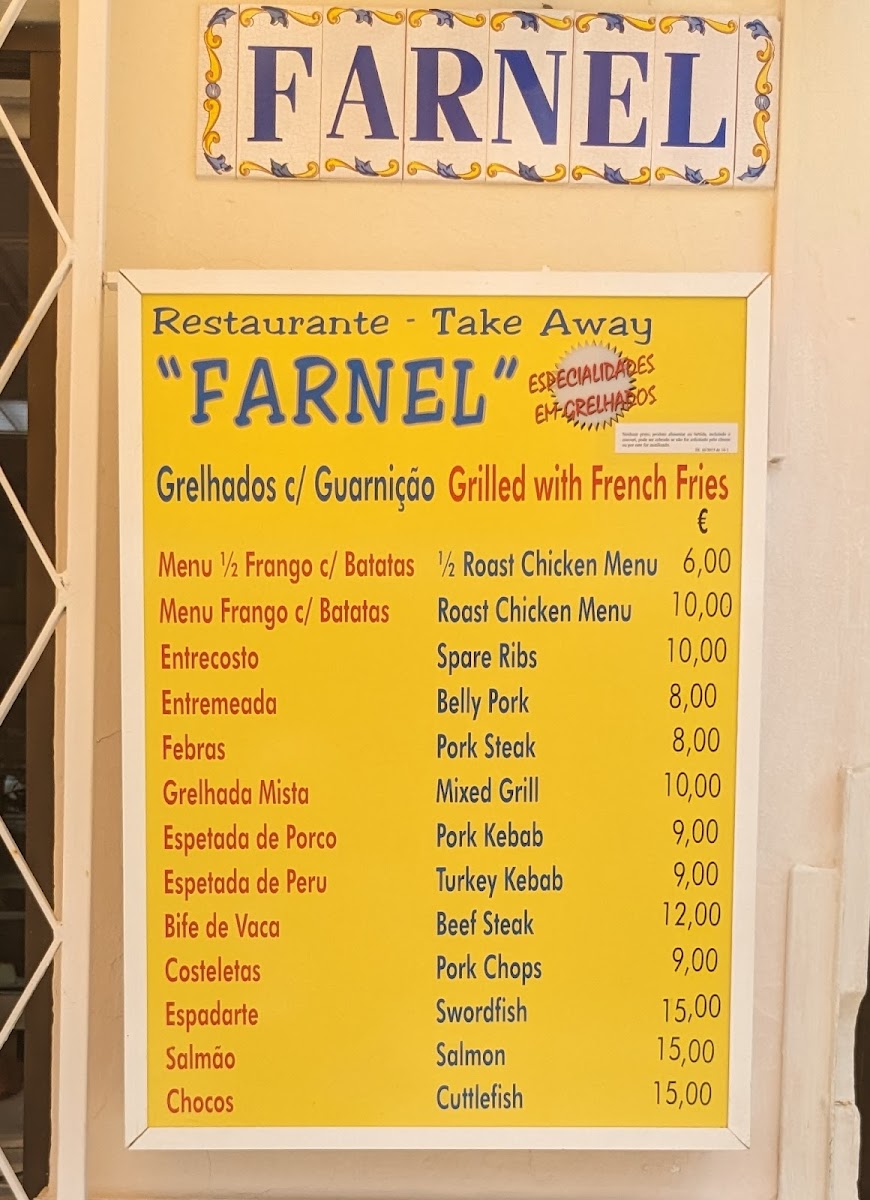 FARNEL
Restaurante - Take Away
"FARNEL"
ESPECIALIDADES
EM GRELHADOS
Grelhados c/ Guarnição Grilled with French Fries
€
Menu ½ Frango c/ Batatas ½ Roast Chicken Menu 6,00
Menu Frango c/ Batatas Roast Chicken Menu 10,00
Entrecosto Spare Ribs 10,00
Entremeada Belly Pork 8,00
Febras Pork Steak 8,00
Grelhada Mista Mixed Grill 10,00
Espetada de Porco Pork Kebab 9,00
Espetada de Peru Turkey Kebab 9,00
Bife de Vaca Beef Steak 12,00
Costeletas Pork Chops 9,00
Espadarte Swordfish 15,00
Salmão Salmon 15,00
Chocos Cuttlefish 15,00